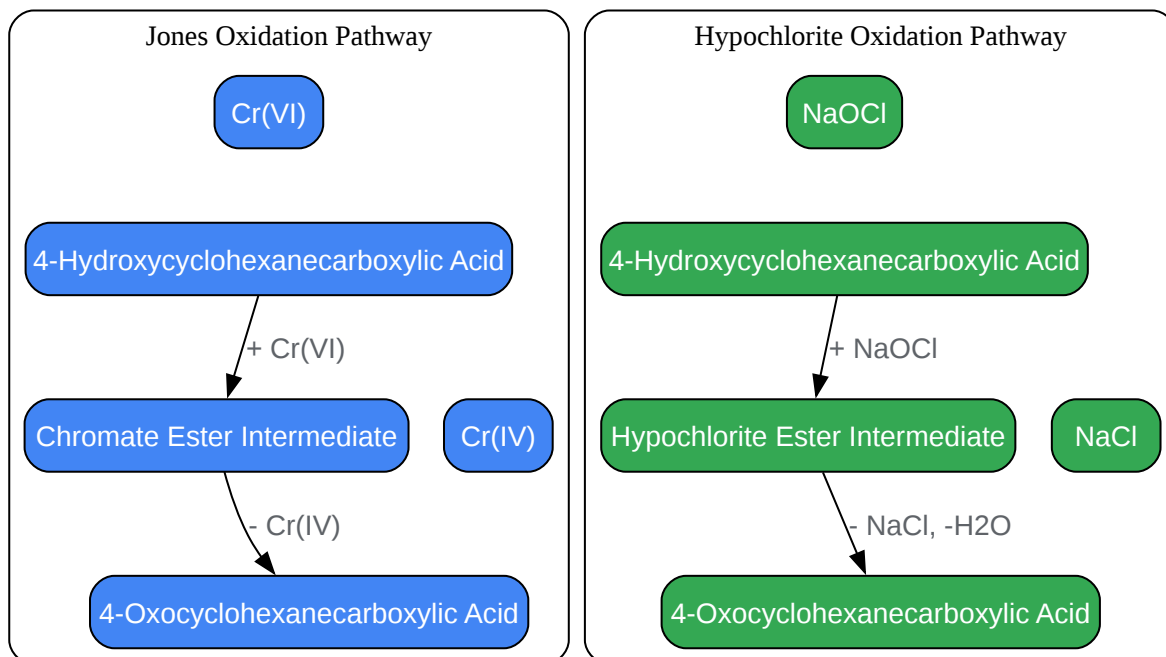 Jones Oxidation Pathway
Cr(VI)
4-Hydroxycyclohexanecarboxylic Acid
+ Cr(VI)
Chromate Ester Intermediate
Cr(IV)
- Cr(IV)
4-Oxocyclohexanecarboxylic Acid
Hypochlorite Oxidation Pathway
NaOCl
4-Hydroxycyclohexanecarboxylic Acid
+ NaOCl
Hypochlorite Ester Intermediate
NaCl
- NaCl, -H2O
4-Oxocyclohexanecarboxylic Acid